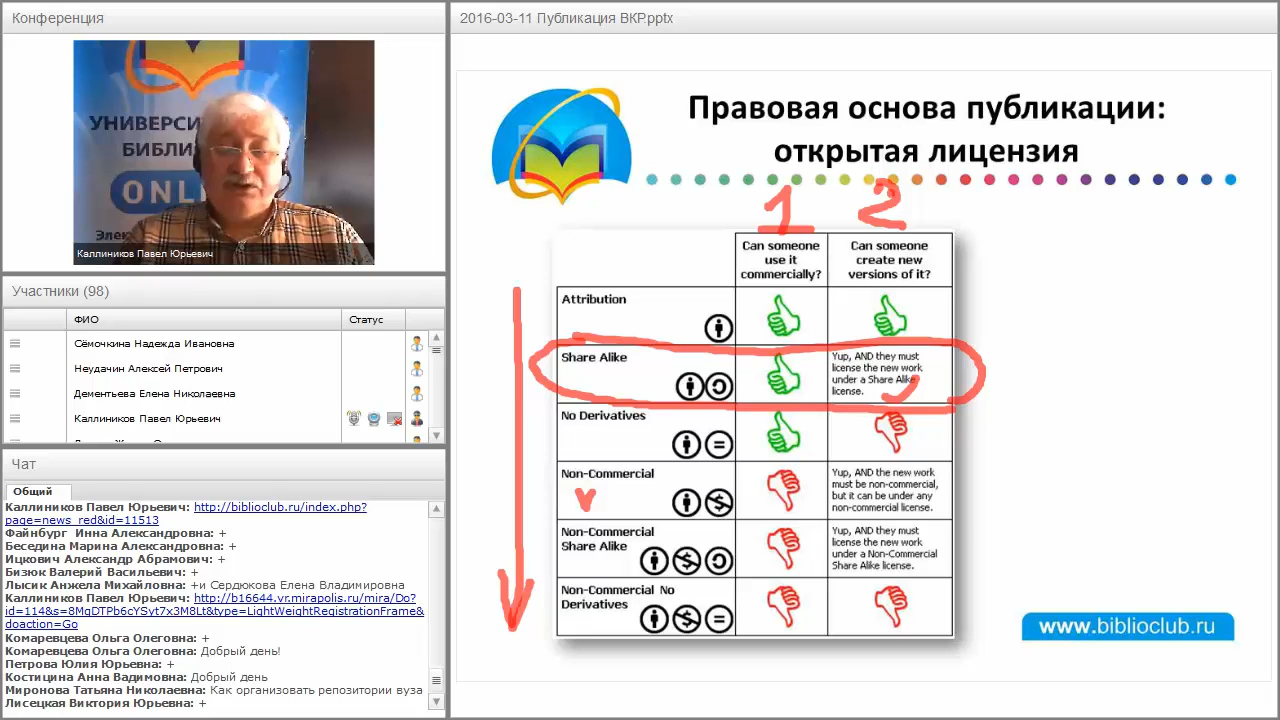 Конференция
УНИВЕРСИ
БИБЛИ
ONL
Эле
Каллиников Павел Юрьевич
Участники (98)
ФИО
Статус
Сёмочкина Надежда Ивановна
Неудачин Алексей Петрович
Дементьева Елена Николаевна
Каллиников Павел Юрьевич
Чат
Общий
Каллиников Павел Юрьевич: http://biblioclub.ru/index.php?
page=news_red&id=11513
Файнбург Инна Александровна: +
Беседина Марина Александровна: +
Ицкович Александр Абрамович: +
Бизюк Валерий Васильевич: +
Лысик Анжела Михайловна: +и Сердюкова Елена Владимировна
Каллиников Павел Юрьевич:
http://b16644.vr.mirapolis.ru/mira/Do?
id=114&s=8MgDTPb6cYSyt7x3M8Lt&type=LightWeightRegistrationFrame&
doaction=Go
Комаревцева Ольга Олеговна: +
Комаревцева Ольга Олеговна: Добрый день!
Петрова Юлия Юрьевна: +
Костицина Анна Вадимовна: Добрый день
Миронова Татьяна Николаевна: Как организовать репозитории вуза
Лисецкая Виктория Юрьевна: +
2016-03-11 Публикация ВКР.pptx
Правовая основа публикации:
открытая лицензия
1 2
Can someone
use it
commercially?
Can someone
create new
versions of it?
Attribution
Share Alike
Yup, AND they must
license the new work
under a Share Alike
license.
No Derivatives
Non-Commercial
Yup, AND the new work
must be non-commercial,
but it can be under any
non-commercial license.
Non-Commercial
Share Alike
Yup, AND they must
license the new work
under a Non-Commercial
Share Alike license.
Non-Commercial No
Derivatives
www.biblioclub.ru